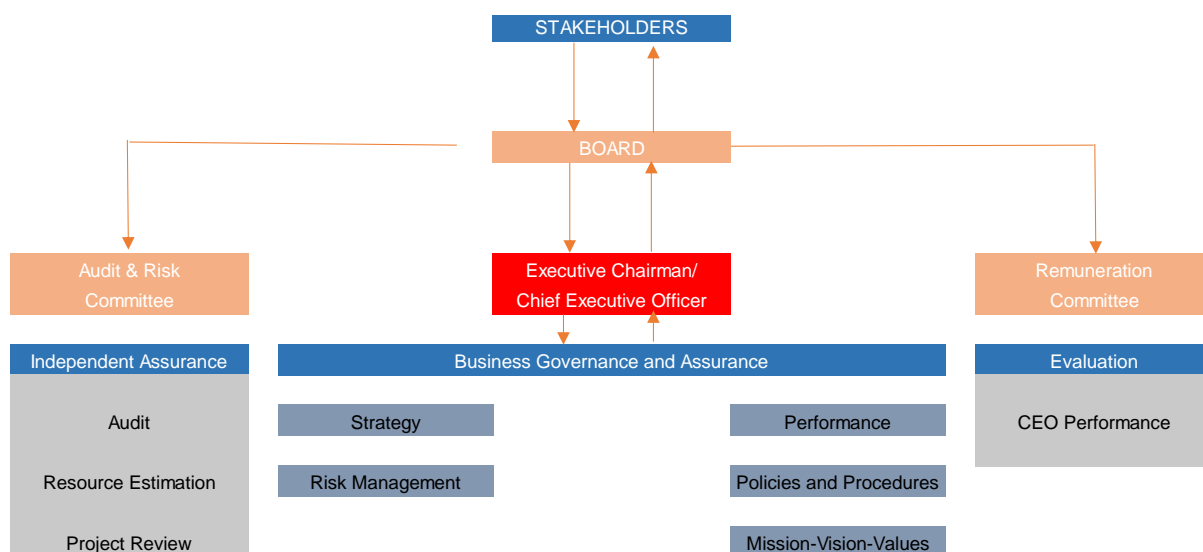 STAKEHOLDERS
BOARD
Audit & Risk
Committee
Executive Chairman/
Chief Executive Officer
Remuneration
Committee
Independent Assurance
Business Governance and Assurance
Evaluation
Audit
Strategy
Performance
CEO Performance
Resource Estimation
Risk Management
Policies and Procedures
Project Review
Mission-Vision-Values